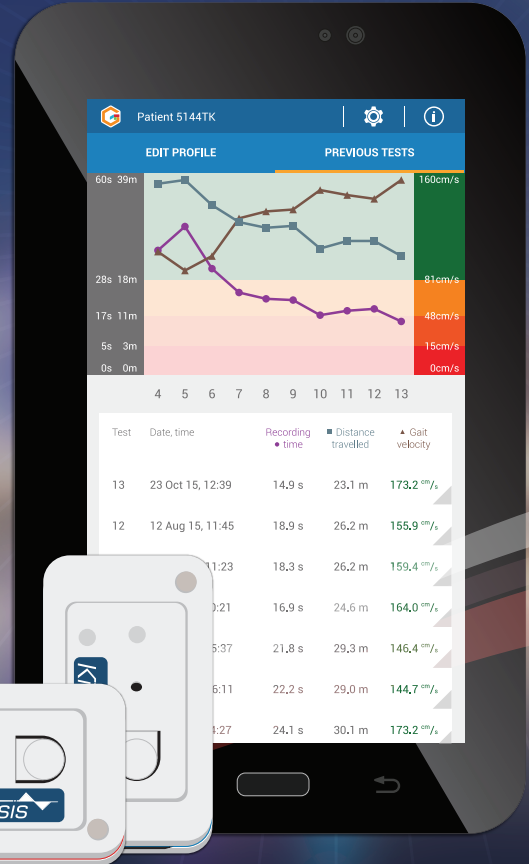 Patient 5144TK
EDIT PROFILE PREVIOUS TESTS
60s 39m 160cm/s
28s 18m 81cm/s
17s 11m 48cm/s
5s 3m 15cm/s
0s 0m 0cm/s
4 5 6 7 8 9 10 11 12 13
Test Date, time Recording time Distance travelled Gait velocity
13 23 Oct 15, 12:39 14.9 s 23.1 m 173.2 cm/s
12 12 Aug 15, 11:45 18.9 s 26.2 m 155.9 cm/s
:23 18.3 s 26.2 m 159.4 cm/s
:21 16.9 s 24.6 m 164.0 cm/s
:37 21.8 s 29.3 m 146.4 cm/s
:11 22.2 s 29.0 m 144.7 cm/s
:27 24.1 s 30.1 m 173.2 cm/s